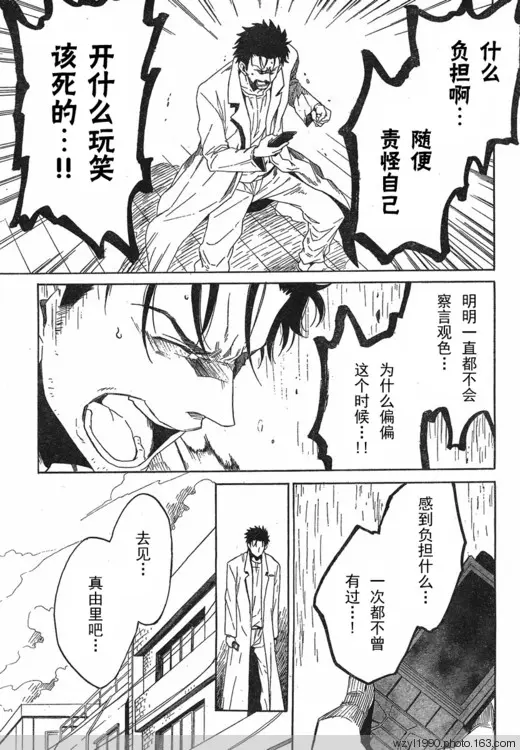 什么
负担啊…
随便
责怪自己
开什么玩笑
该死的…!!
明明一直都不会
察言观色…
为什么偏偏
这个时候…!!
感到负担什么…
一次都不曾
有过…!
去见…
真由里吧…
wzyl1990.photo.163.com